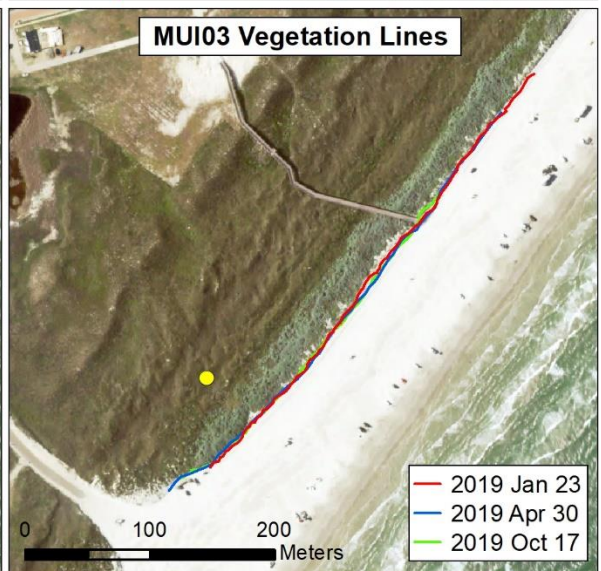 MUI03 Vegetation Lines
2019 Jan 23
2019 Apr 30
2019 Oct 17
0 100 200
Meters